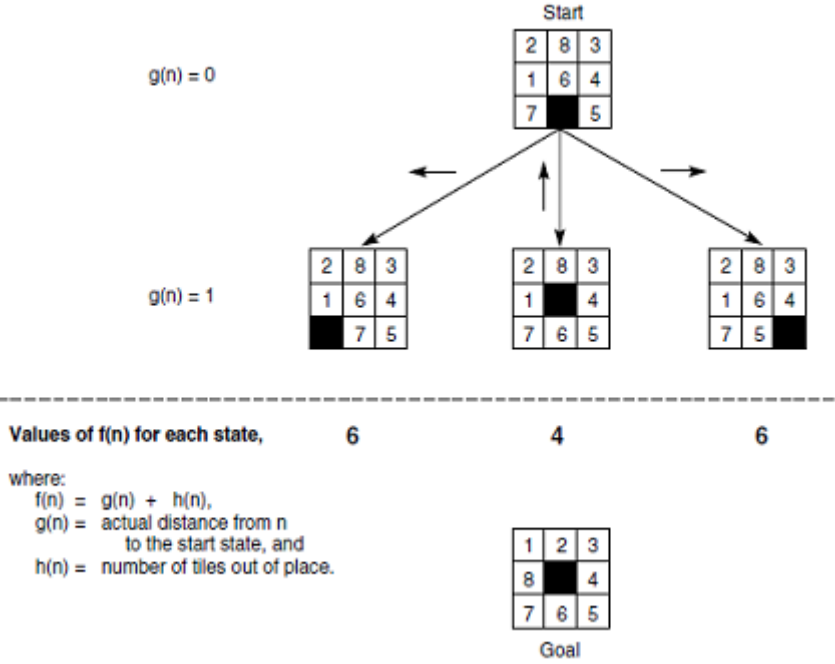 Start
2 8 3
g(n) = 0
1 6 4
7 5
2 8 3 2 8 3 2 8 3
g(n) = 1
1 6 4 1 4 1 6 4
7 5 7 6 5 7 5
Values of f(n) for each state, 6 4 6
where:
f(n) = g(n) + h(n),
g(n) = actual distance from n
to the start state, and
h(n) = number of tiles out of place.
1 2 3
8 4
7 6 5
Goal